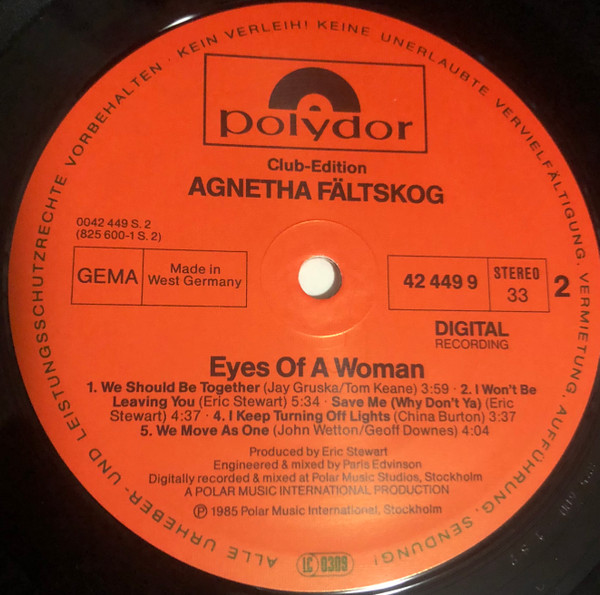 ALLE URHEBER- UND LEISTUNGSSCHUTZRECHTE VORBEHALTEN · KEIN VERLEIH! KEINE UNERLAUBTE VERVIELFÄLTIGUNG, VERMIETUNG, AUFFÜHRUNG, SENDUNG!
polydor
Club-Edition
AGNETHA FÄLTSKOG
0042 449 S. 2
(825 600-1 S. 2)
GEMA
Made in
West Germany
42 449 9
STEREO
33
2
DIGITAL
RECORDING
Eyes Of A Woman
1. We Should Be Together (Jay Gruska/Tom Keane) 3:59 · 2. I Won't Be
Leaving You (Eric Stewart) 5:34 · Save Me (Why Don't Ya) (Eric
Stewart) 4:37 · 4. I Keep Turning Off Lights (China Burton) 3:37
5. We Move As One (John Wetton/Geoff Downes) 4:04
Produced by Eric Stewart
Engineered & mixed by Paris Edvinson
Digitally recorded & mixed at Polar Music Studios, Stockholm
A POLAR MUSIC INTERNATIONAL PRODUCTION
Ⓟ 1985 Polar Music International, Stockholm
LC 0309